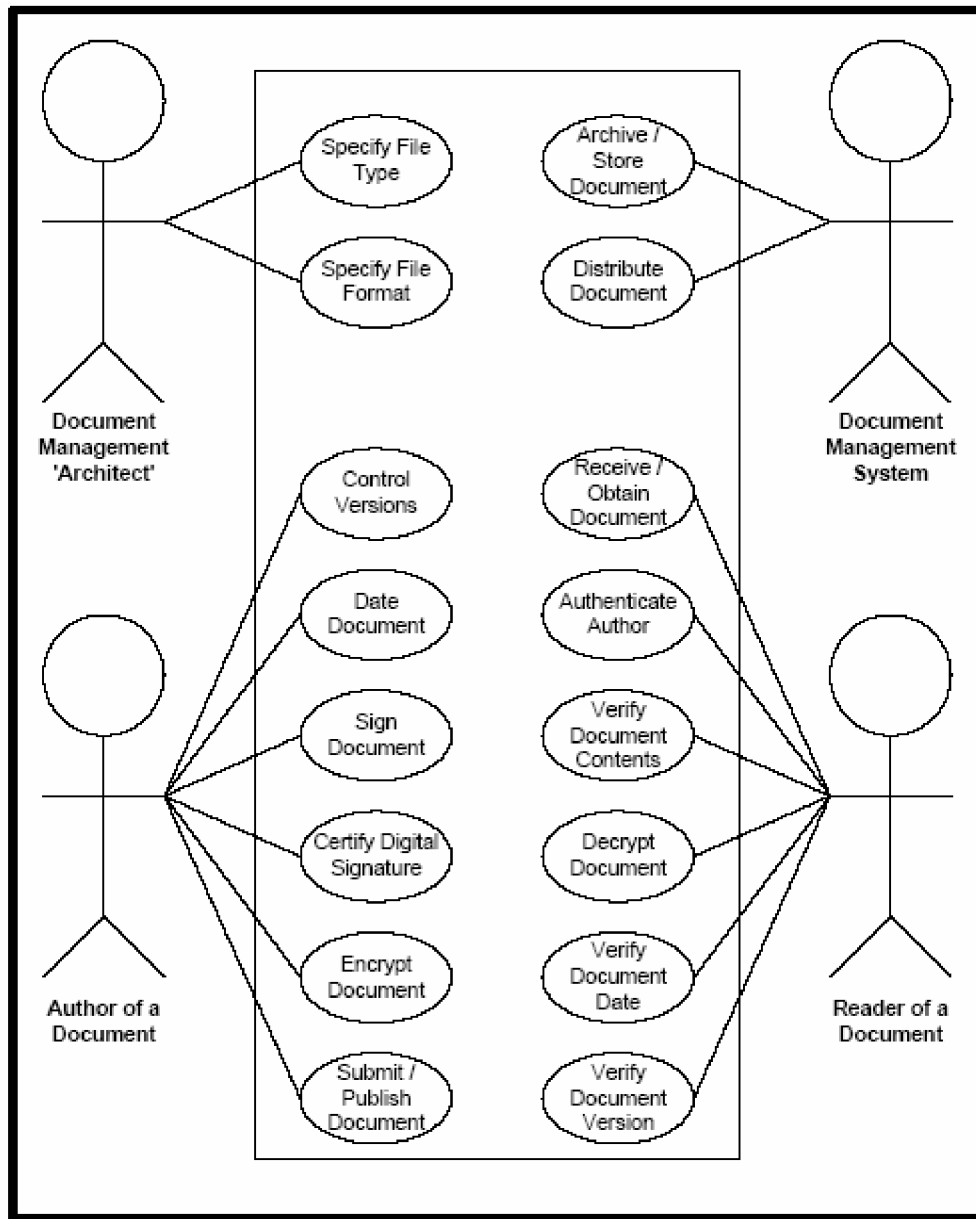 Specify File
Type
Archive /
Store
Document
Specify File
Format
Distribute
Document
Document
Management
'Architect'
Document
Management
System
Control
Versions
Receive /
Obtain
Document
Date
Document
Authenticate
Author
Sign
Document
Verify
Document
Contents
Certify Digital
Signature
Decrypt
Document
Encrypt
Document
Verify
Document
Date
Author of a
Document
Reader of a
Document
Submit /
Publish
Document
Verify
Document
Version